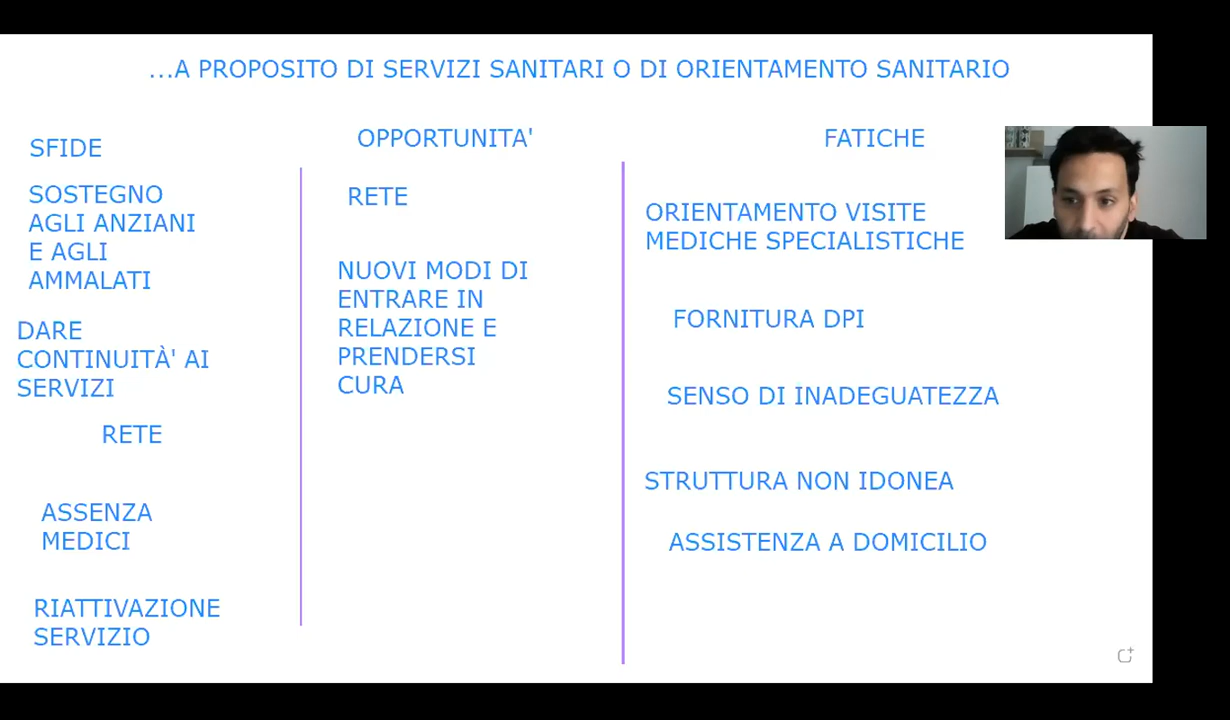 ...A PROPOSITO DI SERVIZI SANITARI O DI ORIENTAMENTO SANITARIO
SFIDE
SOSTEGNO
AGLI ANZIANI
E AGLI
AMMALATI
DARE
CONTINUITÀ' AI
SERVIZI
RETE
ASSENZA
MEDICI
RIATTIVAZIONE
SERVIZIO
OPPORTUNITA'
RETE
NUOVI MODI DI
ENTRARE IN
RELAZIONE E
PRENDERSI
CURA
FATICHE
ORIENTAMENTO VISITE
MEDICHE SPECIALISTICHE
FORNITURA DPI
SENSO DI INADEGUATEZZA
STRUTTURA NON IDONEA
ASSISTENZA A DOMICILIO